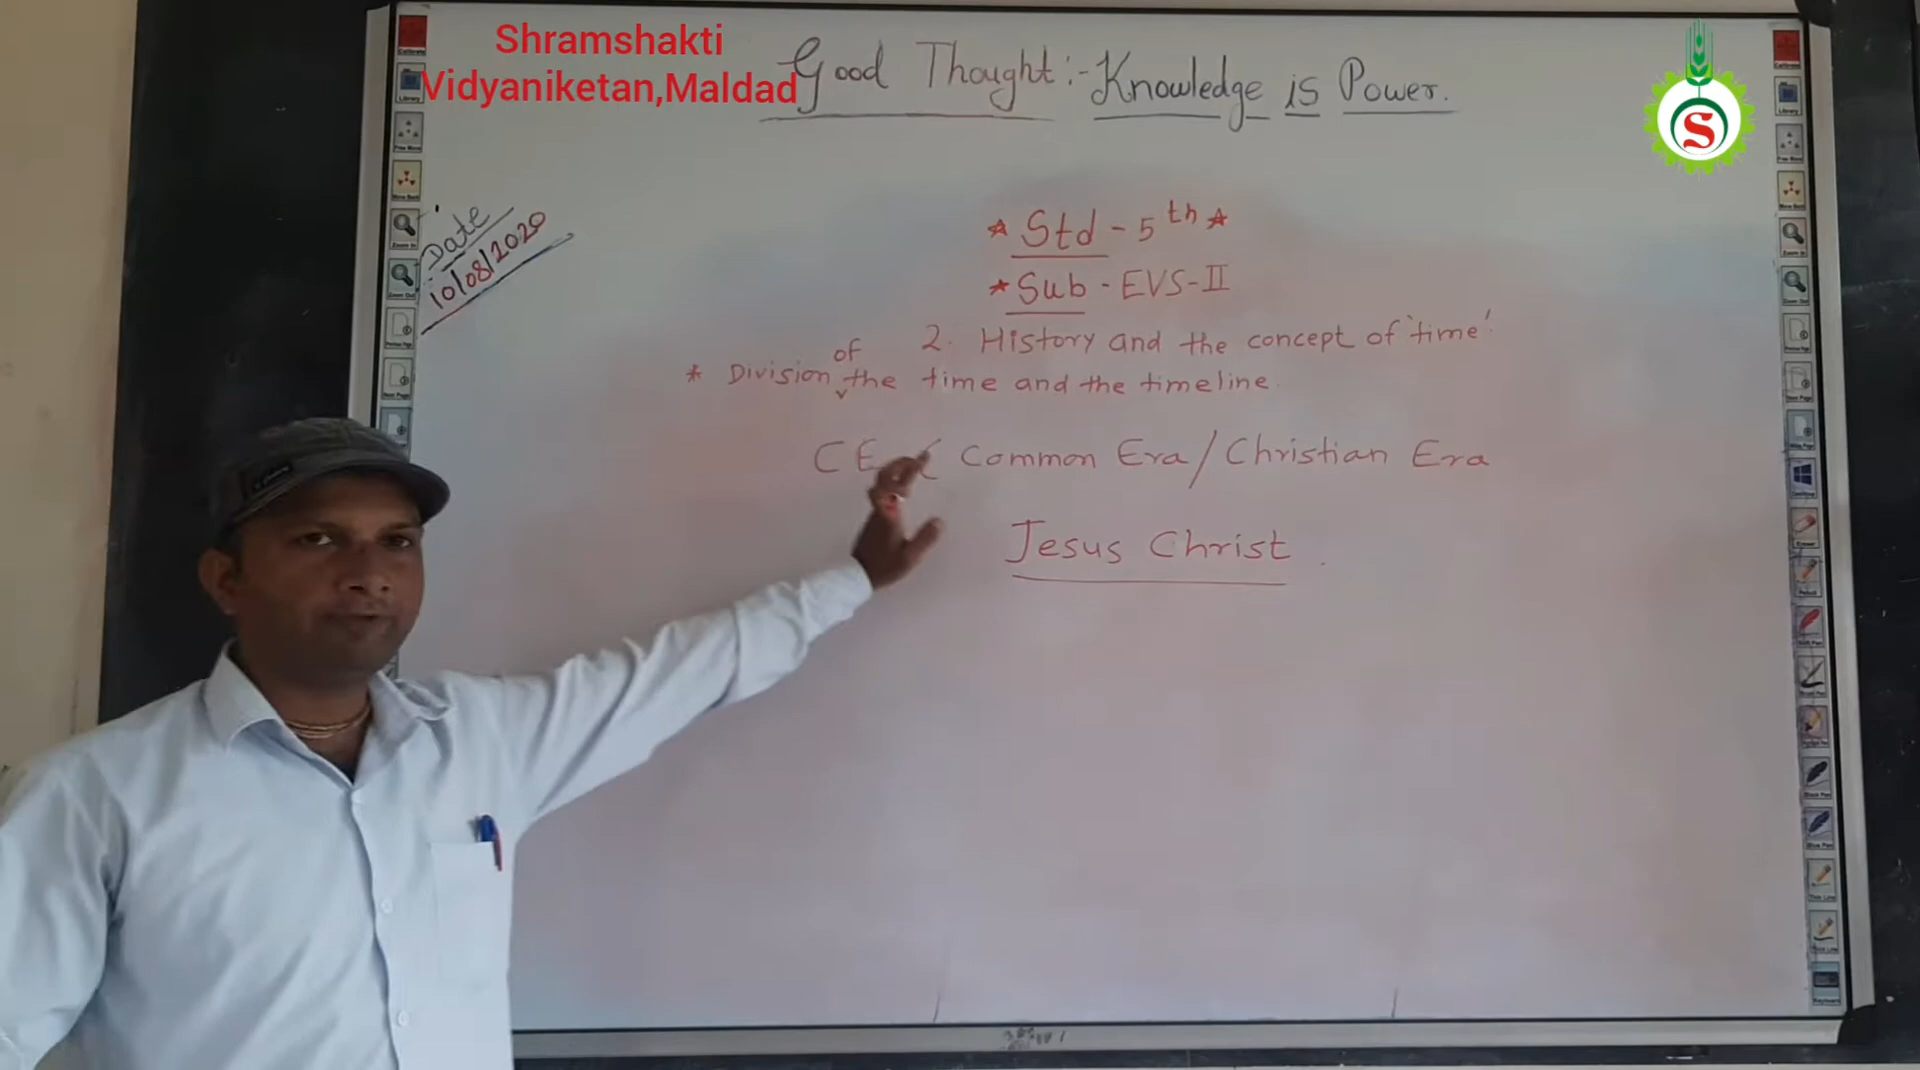 Shramshakti
Vidyaniketan,Maldad
Good Thought:- Knowledge is Power.
S
Date
10/08/2020
* Std - 5th *
* Sub - EVS-II
2. History and the concept of 'time'
* Division of the time and the timeline.
CE ( Common Era / Christian Era
Jesus Christ.